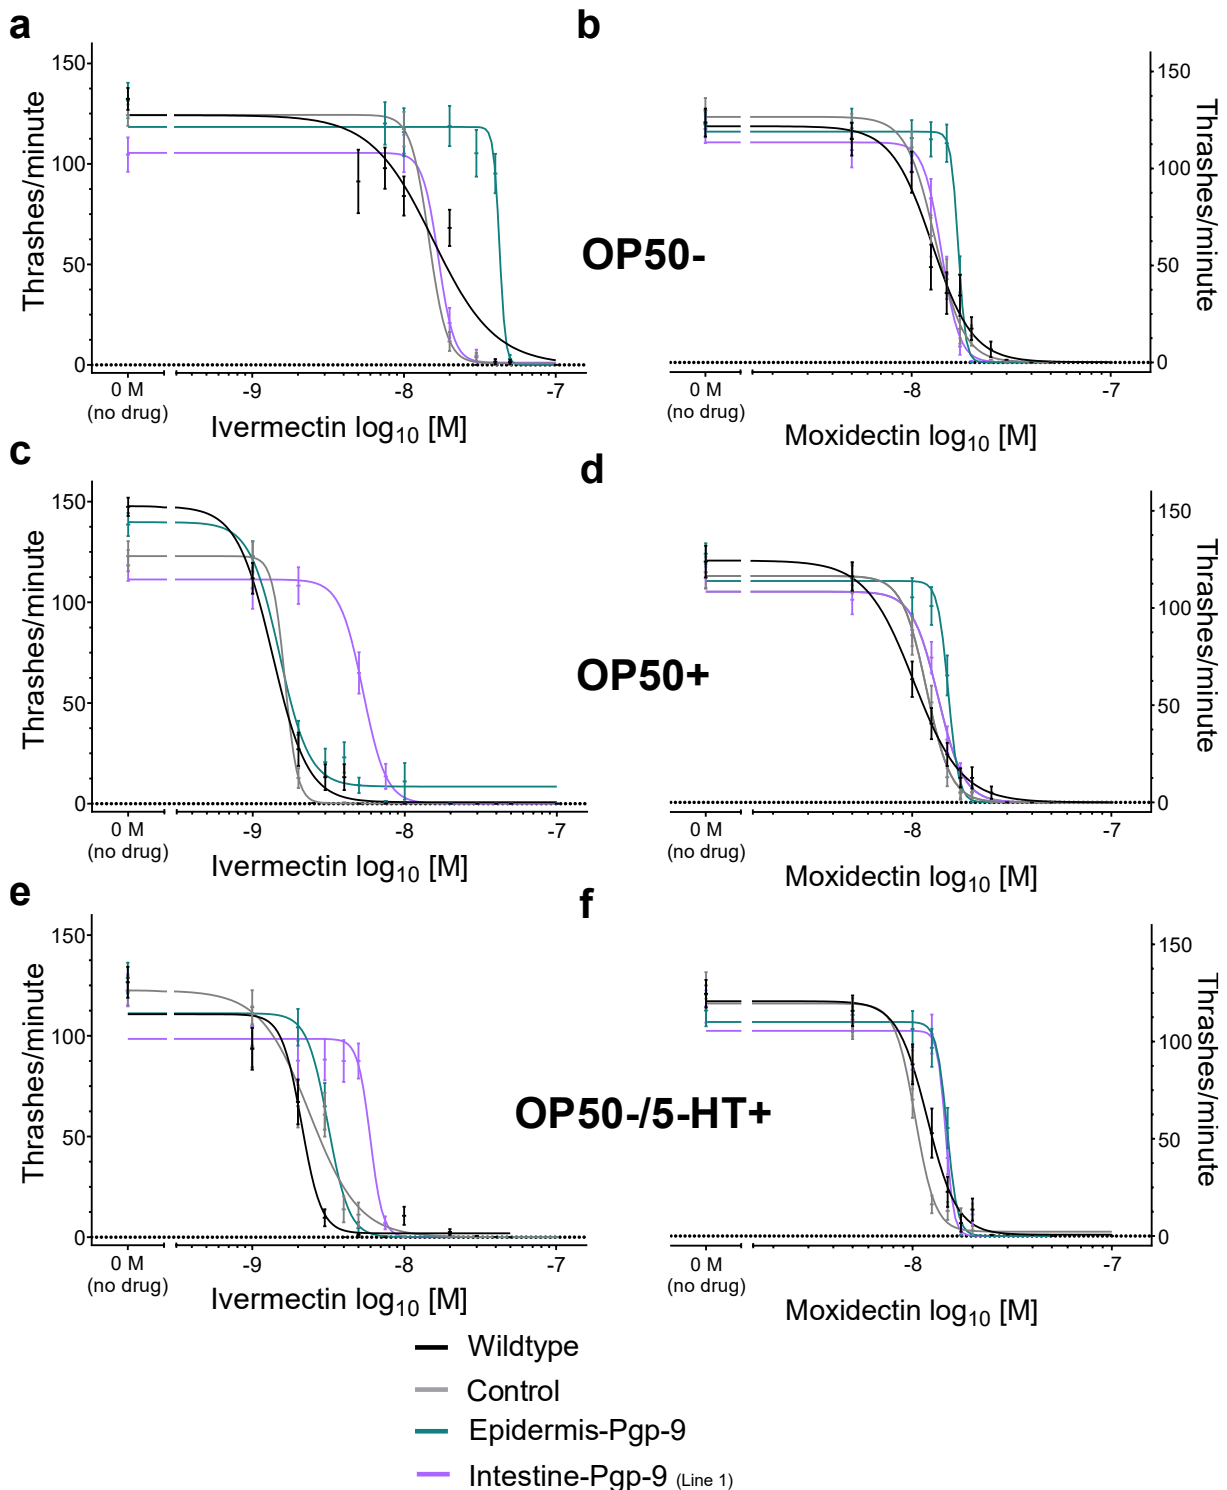 a
b
150
100
50
0
Thrashes/minute
0 M
(no drug)
-9
-8
-7
Ivermectin log10 [M]
150
100
50
0
Thrashes/minute
0 M
(no drug)
-8
-7
Moxidectin log10 [M]
OP50-
c
d
150
100
50
0
Thrashes/minute
0 M
(no drug)
-9
-8
-7
Ivermectin log10 [M]
150
100
50
0
Thrashes/minute
0 M
(no drug)
-8
-7
Moxidectin log10 [M]
OP50+
e
f
150
100
50
0
Thrashes/minute
0 M
(no drug)
-9
-8
-7
Ivermectin log10 [M]
150
100
50
0
Thrashes/minute
0 M
(no drug)
-8
-7
Moxidectin log10 [M]
OP50-/5-HT+
Wildtype
Control
Epidermis-Pgp-9
Intestine-Pgp-9 (Line 1)